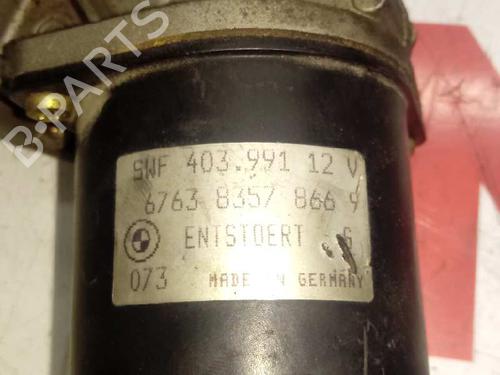 B-PARTS
SWF 403.991 12 V
6763 8357 866 9
ENTSTOERT G
073 MADE IN GERMANY